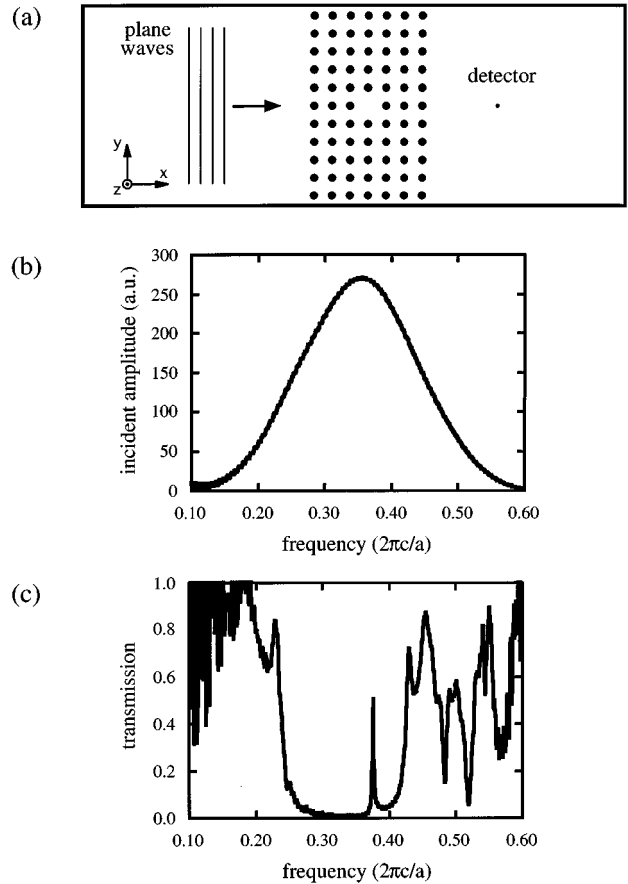 (a)
plane
waves
detector
y
z
x
(b)
incident amplitude (a.u.)
300
250
200
150
100
50
0
0.10 0.20 0.30 0.40 0.50 0.60
frequency (2πc/a)
(c)
transmission
1.0
0.8
0.6
0.4
0.2
0.0
0.10 0.20 0.30 0.40 0.50 0.60
frequency (2πc/a)